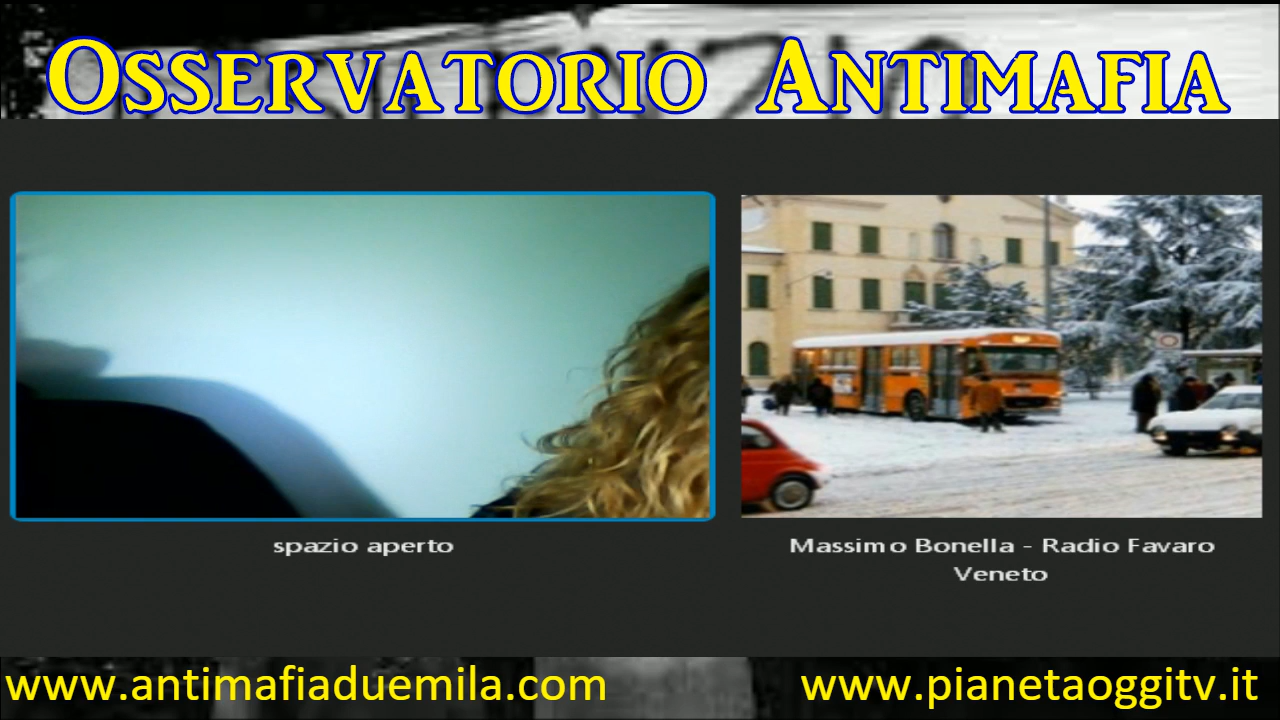 OSSERVATORIO ANTIMAFIA
spazio aperto
Massimo Bonella - Radio Favaro
Veneto
www.antimafiaduemila.com
www.pianetaoggitv.it